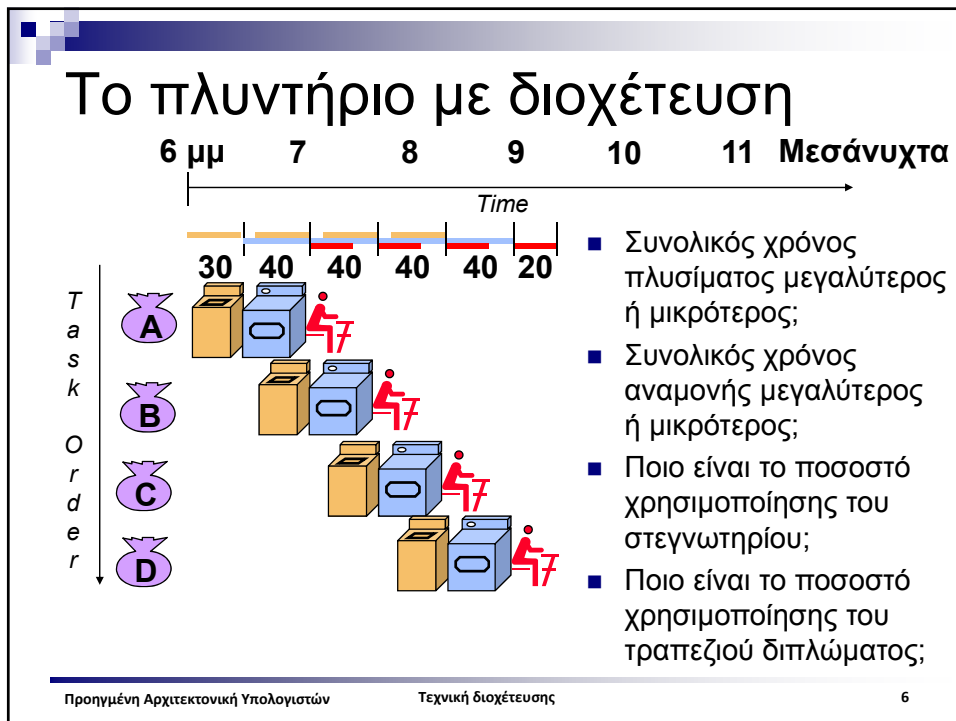 Το πλυντήριο με διοχέτευση
6 μμ 7 8 9 10 11 Μεσάνυχτα
Time
30 40 40 40 40 20
Task Order
A
B
C
D
Συνολικός χρόνος
πλυσίματος μεγαλύτερος
ή μικρότερος;
Συνολικός χρόνος
αναμονής μεγαλύτερος
ή μικρότερος;
Ποιο είναι το ποσοστό
χρησιμοποίησης του
στεγνωτηρίου;
Ποιο είναι το ποσοστό
χρησιμοποίησης του
τραπεζιού διπλώματος;
Προηγμένη Αρχιτεκτονική Υπολογιστών Τεχνική διοχέτευσης 6